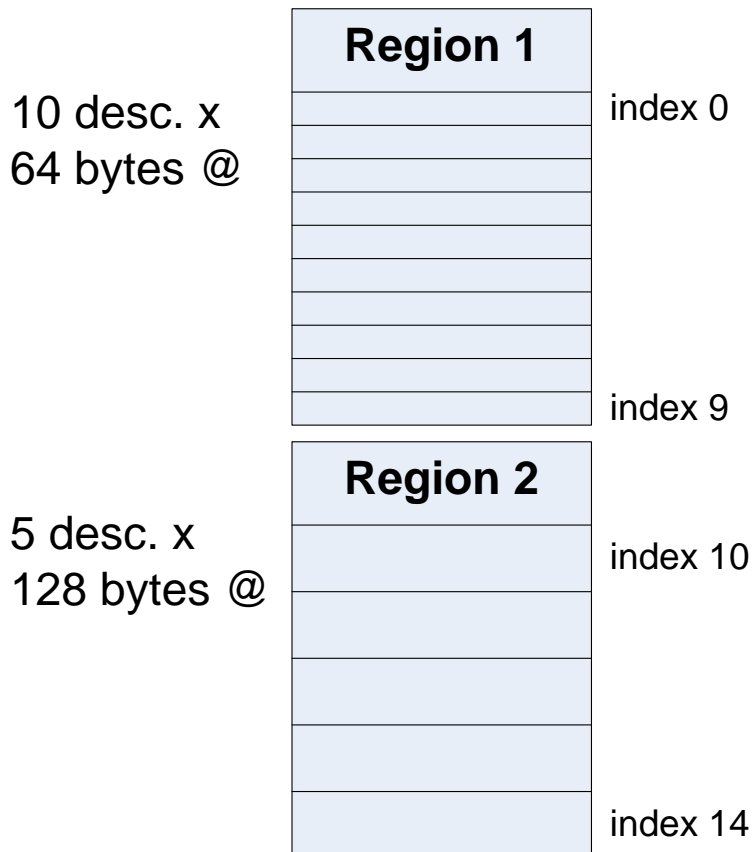 Region 1
10 desc. x
64 bytes @
index 0
index 9
Region 2
5 desc. x
128 bytes @
index 10
index 14